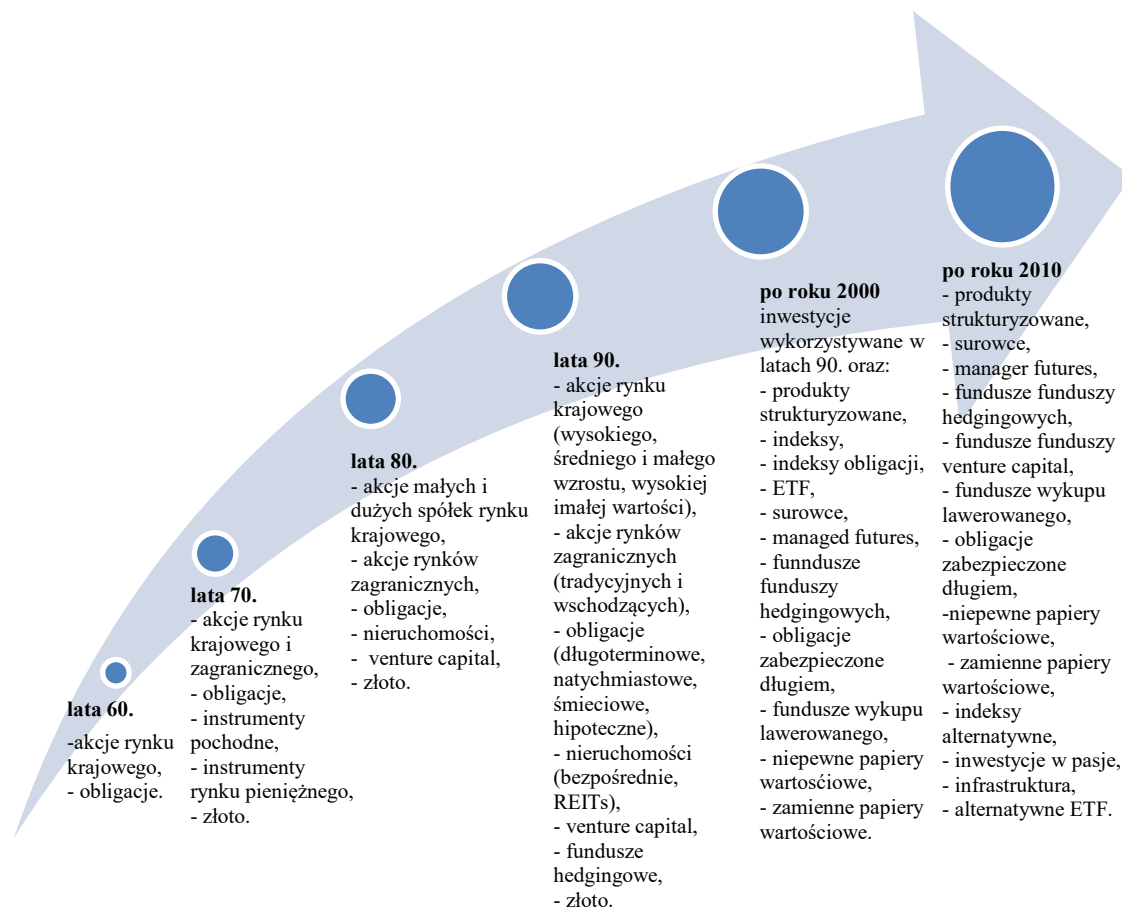 lata 60.
-akcje rynku
krajowego,
- obligacje.
lata 70.
- akcje rynku
krajowego i
zagranicznego,
- obligacje,
- instrumenty
pochodne,
- instrumenty
rynku pieniężnego,
- złoto.
lata 80.
- akcje małych i
dużych spółek rynku
krajowego,
- akcje rynków
zagranicznych,
- obligacje,
- nieruchomości,
-  venture capital,
- złoto.
lata 90.
- akcje rynku
krajowego
(wysokiego,
średniego i małego
wzrostu, wysokiej
imałej wartości),
- akcje rynków
zagranicznych
(tradycyjnych i
wschodzących),
- obligacje
(długoterminowe,
natychmiastowe,
śmieciowe,
hipoteczne),
- nieruchomości
(bezpośrednie,
REITs),
- venture capital,
- fundusze
hedgingowe,
- złoto.
po roku 2000
inwestycje
wykorzystywane w
latach 90. oraz:
- produkty
strukturyzowane,
- indeksy,
- indeksy obligacji,
- ETF,
- surowce,
- managed futures,
- funndusze
funduszy
hedgingowych,
- obligacje
zabezpieczone
długiem,
- fundusze wykupu
lawerowanego,
- niepewne papiery
wartosćiowe,
- zamienne papiery
wartościowe.
po roku 2010
- produkty
strukturyzowane,
- surowce,
- manager futures,
- fundusze funduszy
hedgingowych,
- fundusze funduszy
venture capital,
- fundusze wykupu
lawerowanego,
- obligacje
zabezpieczone
długiem,
-niepewne papiery
wartościowe,
- zamienne papiery
wartościowe,
- indeksy
alternatywne,
- inwestycje w pasje,
- infrastruktura,
- alternatywne ETF.